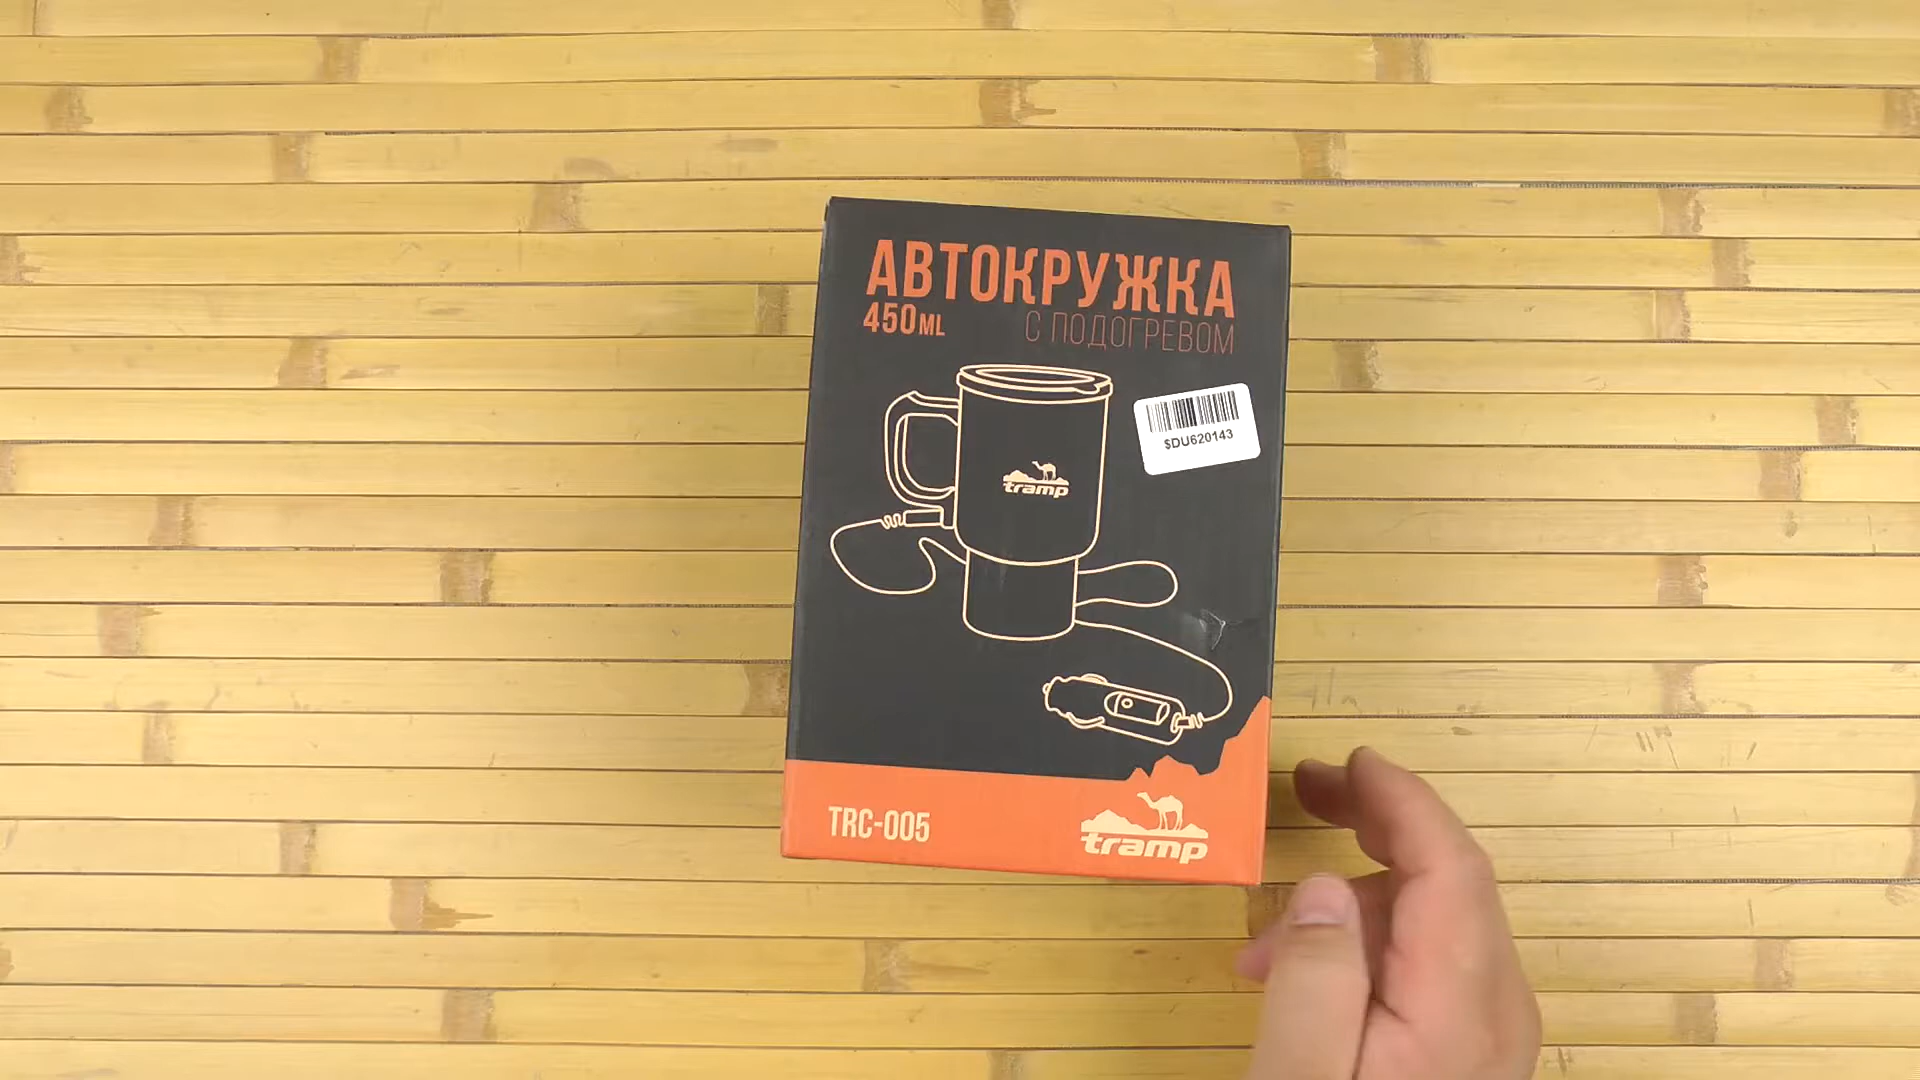 АВТОКРУЖКА
450ML
С ПОДОГРЕВОМ
$DU620143
tramp
TRC-005
tramp